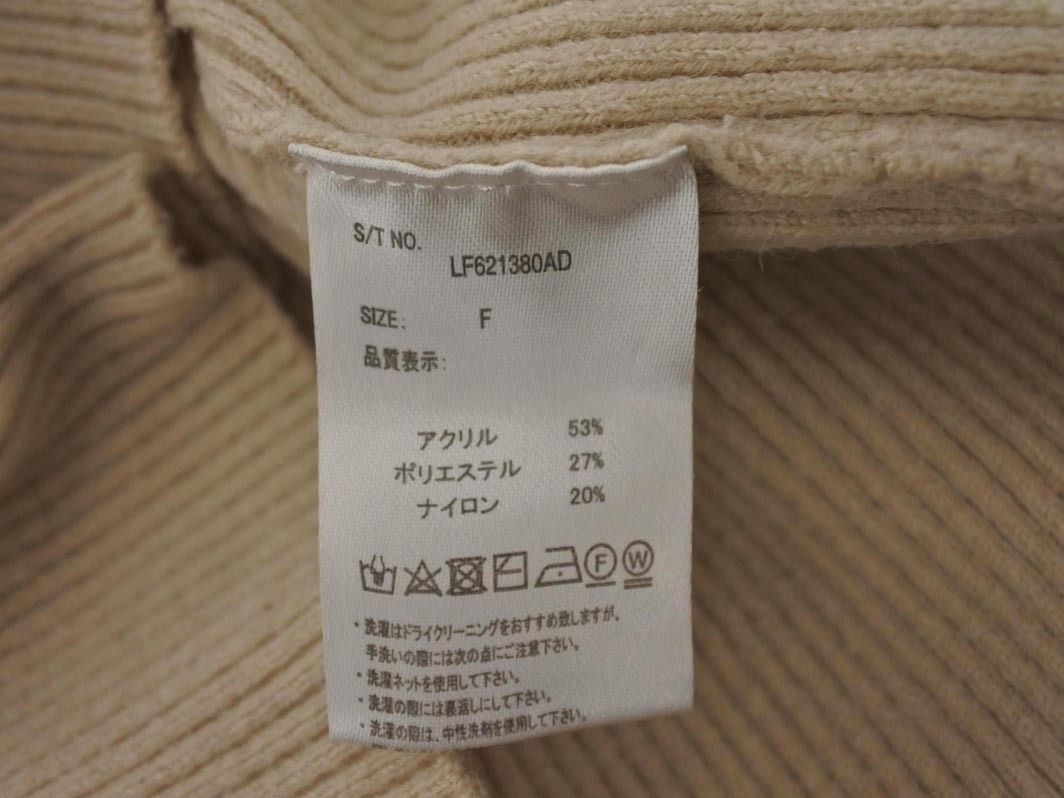 S/T NO.
LF621380AD
SIZE: F
品質表示:
アクリル 53%
ポリエステル 27%
ナイロン 20%
F W
・洗濯はドライクリーニングをおすすめ致しますが、
手洗いの際には次の点にご注意下さい。
・洗濯ネットを使用して下さい。
・洗濯の際には裏返しにして下さい。
・洗濯の際は、中性洗剤を使用して下さい。